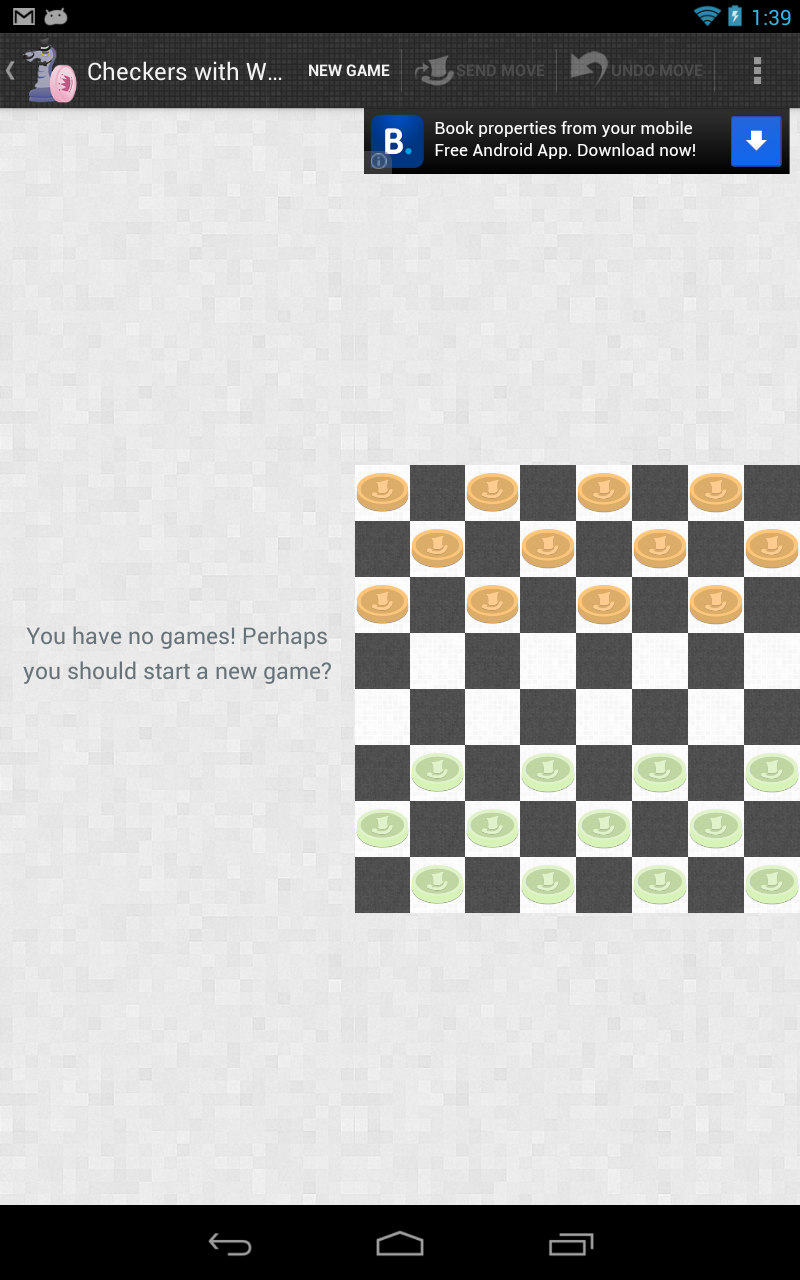 1:39
Checkers with W...
NEW GAME
SEND MOVE
UNDO MOVE
B.
Book properties from your mobile
Free Android App. Download now!
You have no games! Perhaps
you should start a new game?